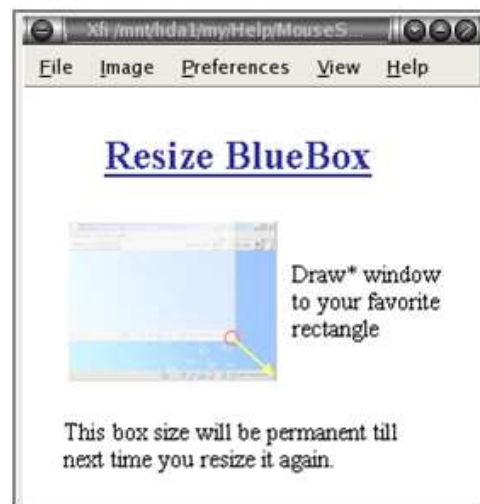 Xfi /mnt/hda1/my/Help/MouseS...
File Image Preferences View Help
Resize BlueBox
Draw* window
to your favorite
rectangle
This box size will be permanent till
next time you resize it again.